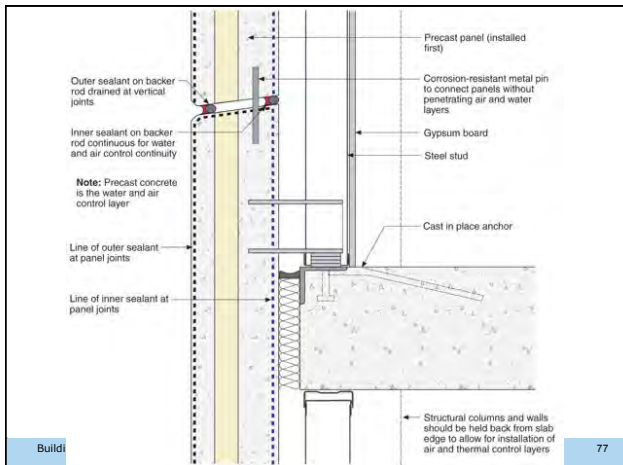 Precast panel (installed
first)
Outer sealant on backer
rod drained at vertical
joints
Corrosion-resistant metal pin
to connect panels without
penetrating air and water
layers
Inner sealant on backer
rod continuous for water
and air control continuity
Gypsum board
Steel stud
Note: Precast concrete
is the water and air
control layer
Cast in place anchor
Line of outer sealant
at panel joints
Line of inner sealant at
panel joints
Structural columns and walls
should be held back from slab
edge to allow for installation of
air and thermal control layers
Buildi
77